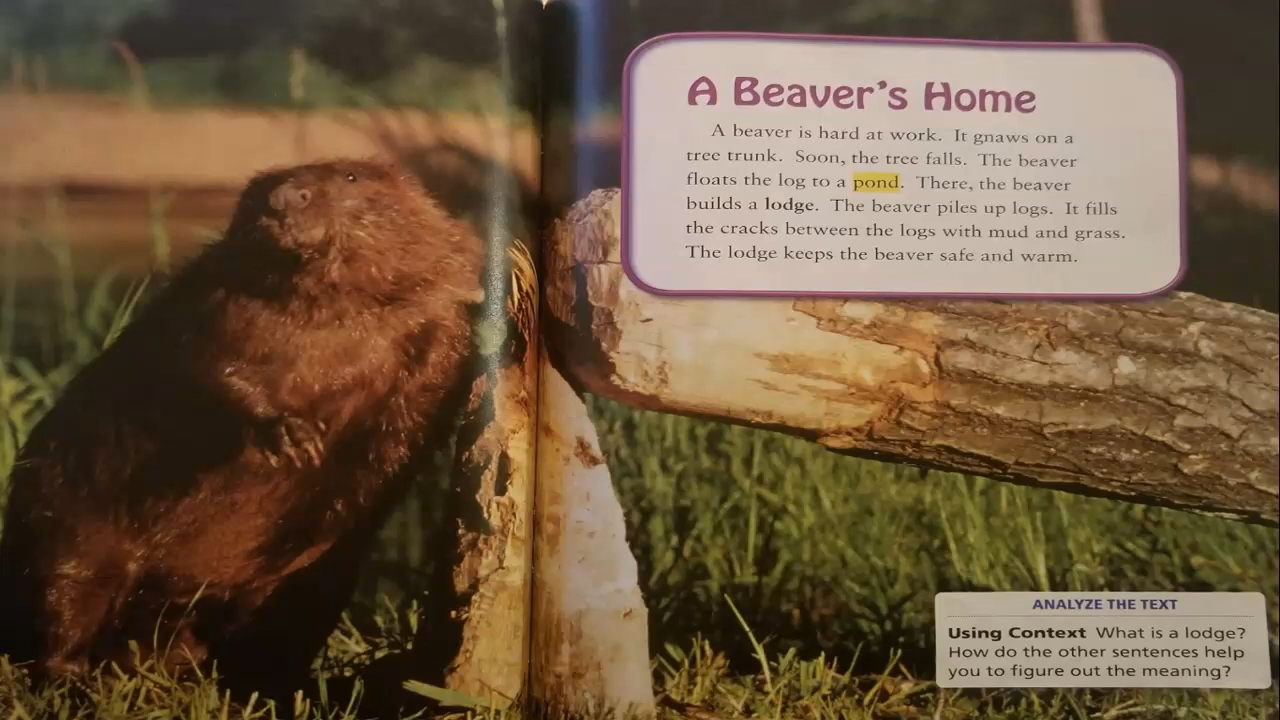 A Beaver's Home
A beaver is hard at work. It gnaws on a
tree trunk. Soon, the tree falls. The beaver
floats the log to a pond. There, the beaver
builds a lodge. The beaver piles up logs. It fills
the cracks between the logs with mud and grass.
The lodge keeps the beaver safe and warm.
ANALYZE THE TEXT
Using Context What is a lodge?
How do the other sentences help
you to figure out the meaning?